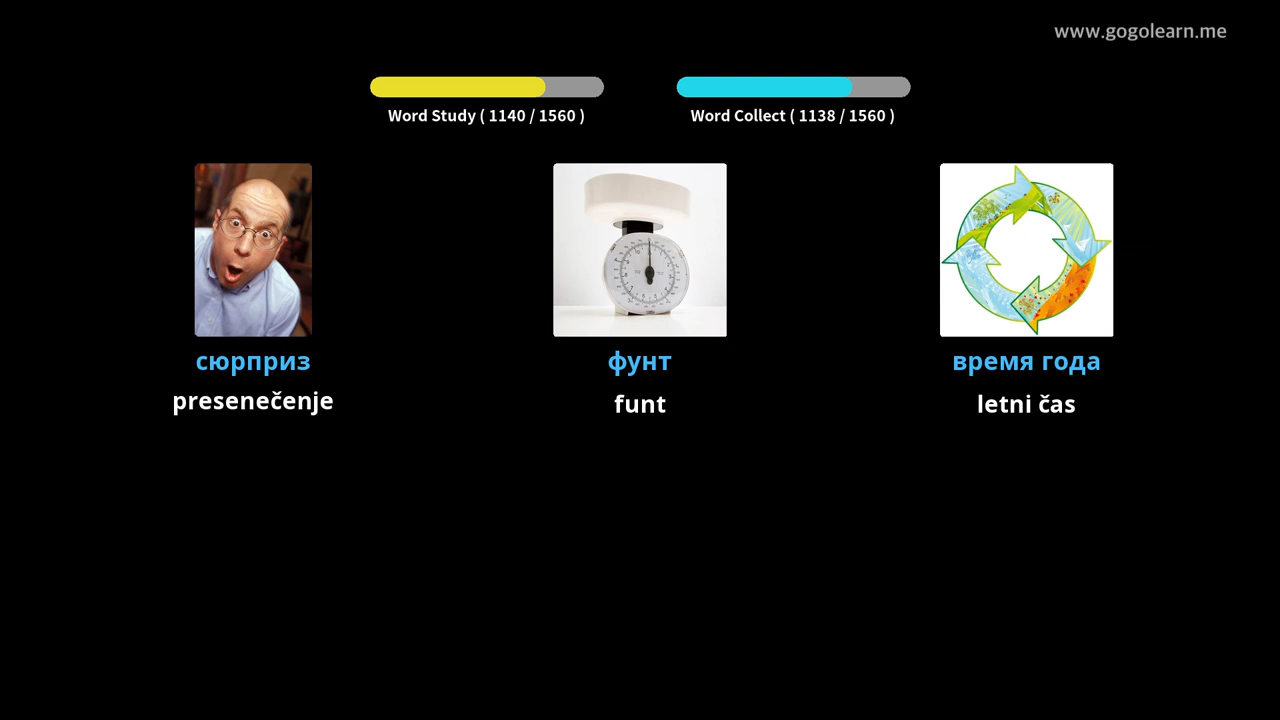 www.gogolearn.me
Word Study ( 1140 / 1560 )
Word Collect ( 1138 / 1560 )
сюрприз
фунт
время года
presenečenje
funt
letni čas